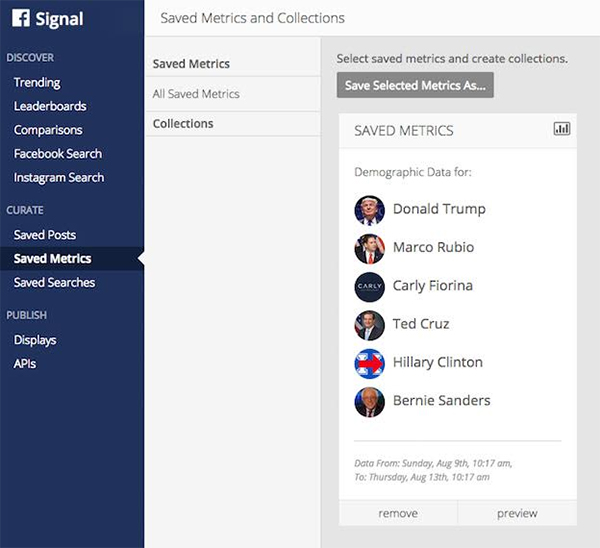 Signal
DISCOVER
Trending
Leaderboards
Comparisons
Facebook Search
Instagram Search
CURATE
Saved Posts
Saved Metrics
Saved Searches
PUBLISH
Displays
APIs
Saved Metrics and Collections
Saved Metrics
All Saved Metrics
Collections
Select saved metrics and create collections.
Save Selected Metrics As...
SAVED METRICS
Demographic Data for:
Donald Trump
Marco Rubio
CARLY
Carly Fiorina
Ted Cruz
Hillary Clinton
Bernie Sanders
Data From: Sunday, Aug 9th, 10:17 am,
To: Thursday, Aug 13th, 10:17 am
remove
preview